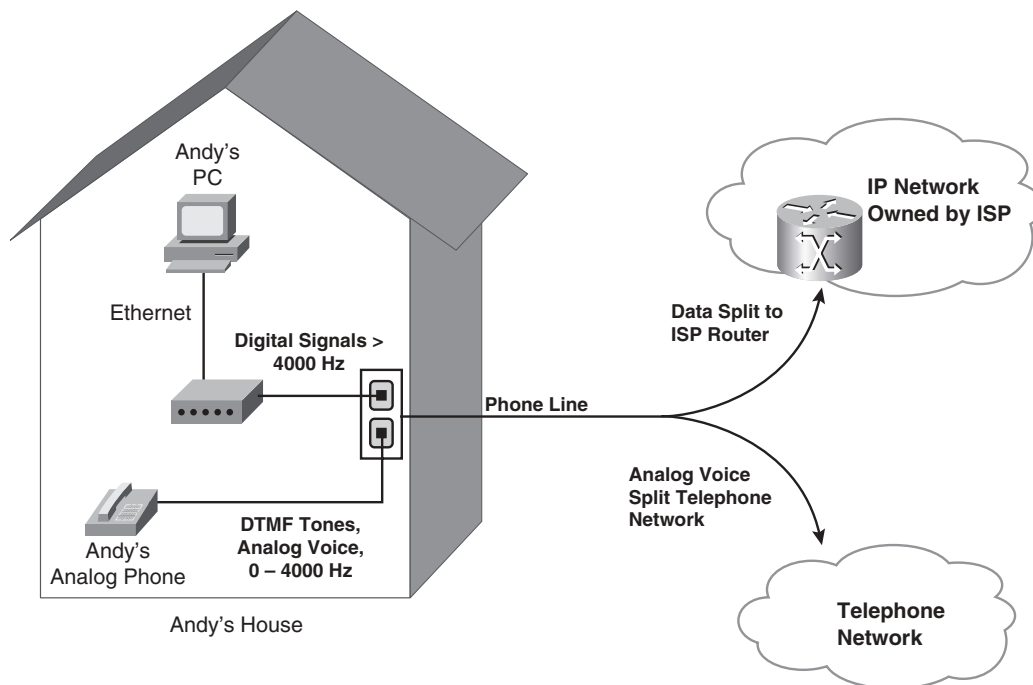 Andy's
PC
Ethernet
Digital Signals >
4000 Hz
Andy's
Analog Phone
DTMF Tones,
Analog Voice,
0 – 4000 Hz
Andy's House
Phone Line
Data Split to
ISP Router
IP Network
Owned by ISP
Analog Voice
Split Telephone
Network
Telephone
Network